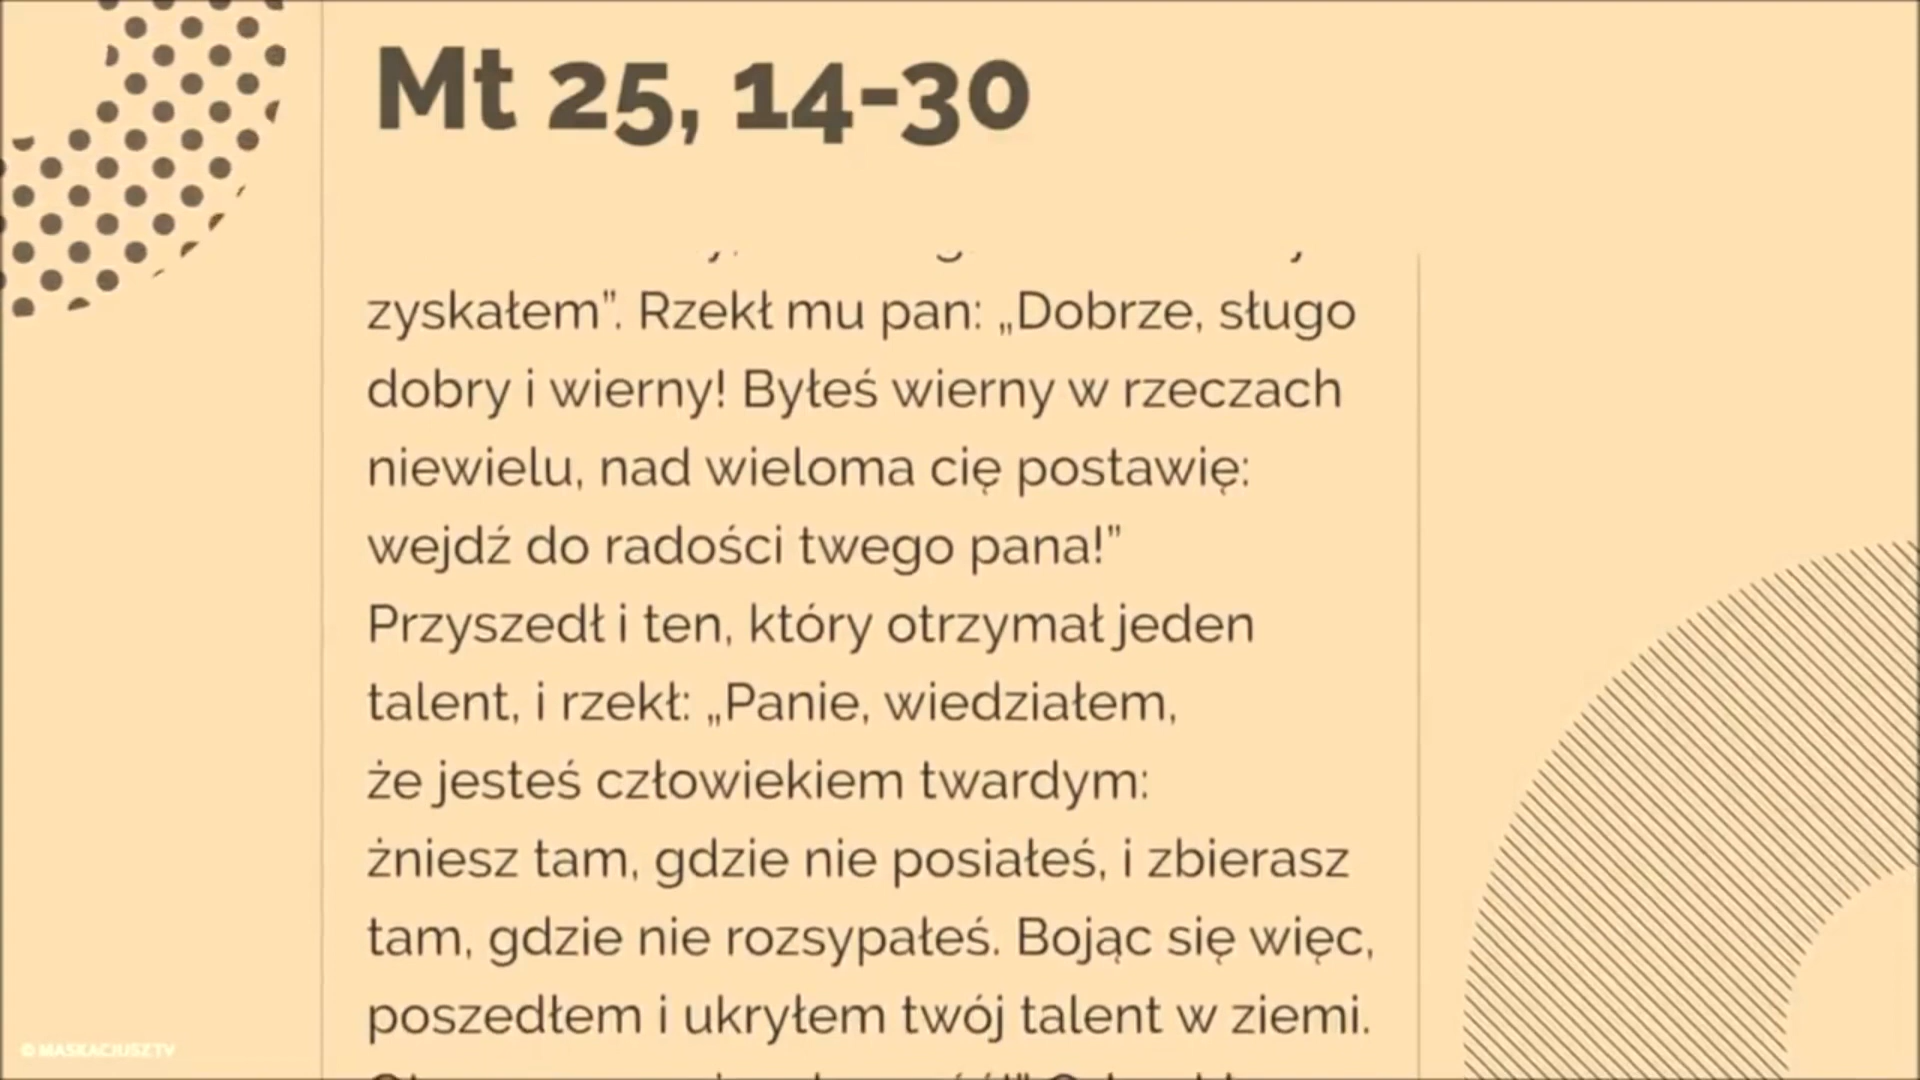 Mt 25, 14-30
zyskałem”. Rzekł mu pan: „Dobrze, sługo
dobry i wierny! Byłeś wierny w rzeczach
niewielu, nad wieloma cię postawię:
wejdź do radości twego pana!”
Przyszedł i ten, który otrzymał jeden
talent, i rzekł: „Panie, wiedziałem,
że jesteś człowiekiem twardym:
żniesz tam, gdzie nie posiałeś, i zbierasz
tam, gdzie nie rozsypałeś. Bojąc się więc,
poszedłem i ukryłem twój talent w ziemi.
© MASKACJUSZ TV